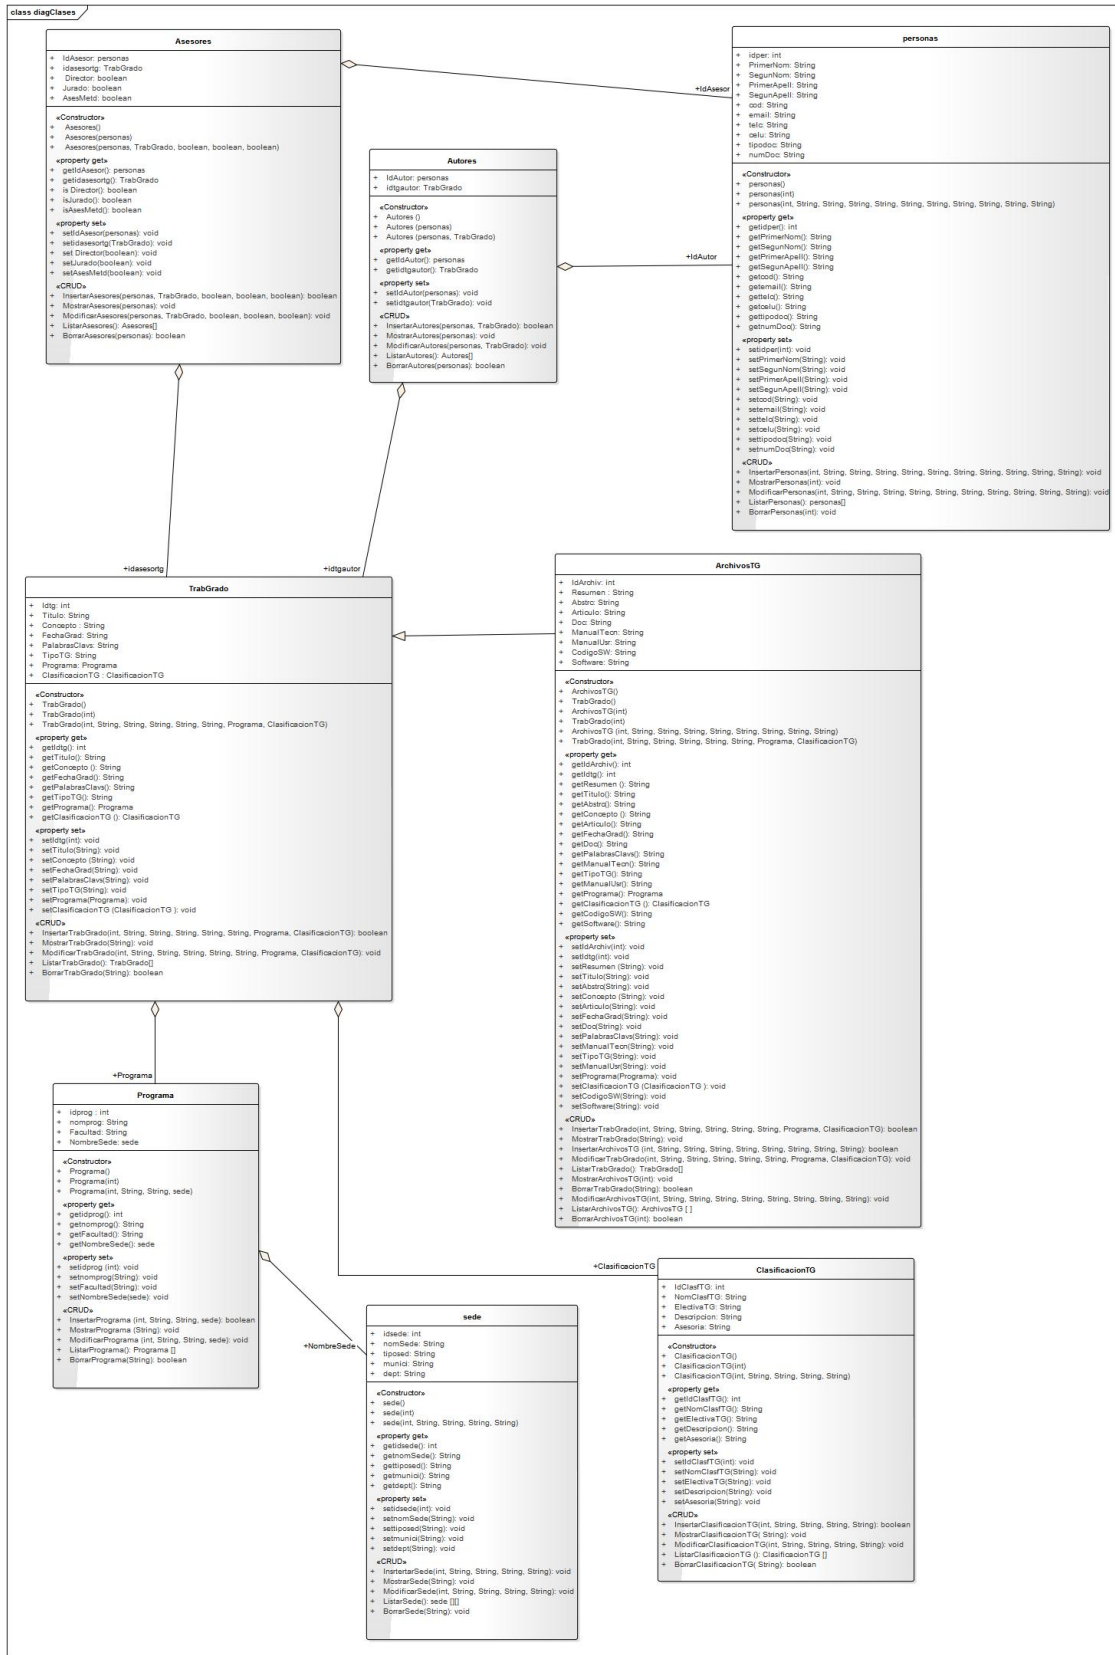 class diagClases
Asesores
+ IdAsesor: personas
+ idasesortg: TrabGrado
+ Director: boolean
+ Jurado: boolean
+ AsesMetd: boolean
«Constructor»
+ Asesores()
+ Asesores(personas)
+ Asesores(personas, TrabGrado, boolean, boolean, boolean)
«property get»
+ getIdAsesor(): personas
+ getidasesortg(): TrabGrado
+ is Director(): boolean
+ isJurado(): boolean
+ isAsesMetd(): boolean
«property set»
+ setIdAsesor(personas): void
+ setidasesortg(TrabGrado): void
+ set Director(boolean): void
+ setJurado(boolean): void
+ setAsesMetd(boolean): void
«CRUD»
+ InsertarAsesores(personas, TrabGrado, boolean, boolean, boolean): boolean
+ MostrarAsesores(personas): void
+ ModificarAsesores(personas, TrabGrado, boolean, boolean, boolean): void
+ ListarAsesores(): Asesores[]
+ BorrarAsesores(personas): boolean
+IdAsesor
personas
+ idper: int
+ PrimerNom: String
+ SegunNom: String
+ PrimerApell: String
+ SegunApell: String
+ cod: String
+ email: String
+ telc: String
+ celu: String
+ tipodoc: String
+ numDoc: String
«Constructor»
+ personas()
+ personas(int)
+ personas(int, String, String, String, String, String, String, String, String, String, String)
«property get»
+ getidper(): int
+ getPrimerNom(): String
+ getSegunNom(): String
+ getPrimerApell(): String
+ getSegunApell(): String
+ getcod(): String
+ getemail(): String
+ gettelc(): String
+ getcelu(): String
+ gettipodoc(): String
+ getnumDoc(): String
«property set»
+ setidper(int): void
+ setPrimerNom(String): void
+ setSegunNom(String): void
+ setPrimerApell(String): void
+ setSegunApell(String): void
+ setcod(String): void
+ setemail(String): void
+ settelc(String): void
+ setcelu(String): void
+ settipodoc(String): void
+ setnumDoc(String): void
«CRUD»
+ InsertarPersonas(int, String, String, String, String, String, String, String, String, String, String): void
+ MostrarPersonas(int): void
+ ModificarPersonas(int, String, String, String, String, String, String, String, String, String, String): void
+ ListarPersonas(): personas[]
+ BorrarPersonas(int): void
Autores
+ IdAutor: personas
+ idtgautor: TrabGrado
«Constructor»
+ Autores ()
+ Autores (personas)
+ Autores (personas, TrabGrado)
«property get»
+ getIdAutor(): personas
+ getidtgautor(): TrabGrado
«property set»
+ setIdAutor(personas): void
+ setidtgautor(TrabGrado): void
«CRUD»
+ InsertarAutores(personas, TrabGrado): boolean
+ MostrarAutores(personas): void
+ ModificarAutores(personas, TrabGrado): void
+ ListarAutores(): Autores[]
+ BorrarAutores(personas): boolean
+IdAutor
+idasesortg
+idtgautor
TrabGrado
+ Idtg: int
+ Titulo: String
+ Concepto : String
+ FechaGrad: String
+ PalabrasClavs: String
+ TipoTG: String
+ Programa: Programa
+ ClasificacionTG : ClasificacionTG
«Constructor»
+ TrabGrado()
+ TrabGrado(int)
+ TrabGrado(int, String, String, String, String, String, Programa, ClasificacionTG)
«property get»
+ getIdtg(): int
+ getTitulo(): String
+ getConcepto (): String
+ getFechaGrad(): String
+ getPalabrasClavs(): String
+ getTipoTG(): String
+ getPrograma(): Programa
+ getClasificacionTG (): ClasificacionTG
«property set»
+ setIdtg(int): void
+ setTitulo(String): void
+ setConcepto (String): void
+ setFechaGrad(String): void
+ setPalabrasClavs(String): void
+ setTipoTG(String): void
+ setPrograma(Programa): void
+ setClasificacionTG (ClasificacionTG ): void
«CRUD»
+ InsertarTrabGrado(int, String, String, String, String, String, Programa, ClasificacionTG): boolean
+ MostrarTrabGrado(String): void
+ ModificarTrabGrado(int, String, String, String, String, String, Programa, ClasificacionTG): void
+ ListarTrabGrado(): TrabGrado[]
+ BorrarTrabGrado(String): boolean
ArchivosTG
+ IdArchiv: int
+ Resumen : String
+ Abstrc: String
+ Articulo: String
+ Doc: String
+ ManualTecn: String
+ ManualUsr: String
+ CodigoSW: String
+ Software: String
«Constructor»
+ ArchivosTG()
+ TrabGrado()
+ ArchivosTG(int)
+ TrabGrado(int)
+ ArchivosTG (int, String, String, String, String, String, String, String, String)
+ TrabGrado(int, String, String, String, String, String, Programa, ClasificacionTG)
«property get»
+ getIdArchiv(): int
+ getIdtg(): int
+ getResumen (): String
+ getTitulo(): String
+ getAbstrc(): String
+ getConcepto (): String
+ getArticulo(): String
+ getFechaGrad(): String
+ getDoc(): String
+ getPalabrasClavs(): String
+ getManualTecn(): String
+ getTipoTG(): String
+ getManualUsr(): String
+ getPrograma(): Programa
+ getClasificacionTG (): ClasificacionTG
+ getCodigoSW(): String
+ getSoftware(): String
«property set»
+ setIdArchiv(int): void
+ setIdtg(int): void
+ setResumen (String): void
+ setTitulo(String): void
+ setAbstrc(String): void
+ setConcepto (String): void
+ setArticulo(String): void
+ setFechaGrad(String): void
+ setDoc(String): void
+ setPalabrasClavs(String): void
+ setManualTecn(String): void
+ setTipoTG(String): void
+ setManualUsr(String): void
+ setPrograma(Programa): void
+ setClasificacionTG (ClasificacionTG ): void
+ setCodigoSW(String): void
+ setSoftware(String): void
«CRUD»
+ InsertarTrabGrado(int, String, String, String, String, String, Programa, ClasificacionTG): boolean
+ MostrarTrabGrado(String): void
+ InsertarArchivosTG (int, String, String, String, String, String, String, String, String): boolean
+ ModificarTrabGrado(int, String, String, String, String, String, Programa, ClasificacionTG): void
+ ListarTrabGrado(): TrabGrado[]
+ MostrarArchivosTG(int): void
+ BorrarTrabGrado(String): boolean
+ ModificarArchivosTG(int, String, String, String, String, String, String, String, String): void
+ ListarArchivosTG(): ArchivosTG [ ]
+ BorrarArchivosTG(int): boolean
+Programa
Programa
+ idprog : int
+ nomprog: String
+ Facultad: String
+ NombreSede: sede
«Constructor»
+ Programa()
+ Programa(int)
+ Programa(int, String, String, sede)
«property get»
+ getidprog(): int
+ getnomprog(): String
+ getFacultad(): String
+ getNombreSede(): sede
«property set»
+ setidprog (int): void
+ setnomprog(String): void
+ setFacultad(String): void
+ setNombreSede(sede): void
«CRUD»
+ InsertarPrograma (int, String, String, sede): boolean
+ MostrarPrograma (String): void
+ ModificarPrograma (int, String, String, sede): void
+ ListarPrograma(): Programa []
+ BorrarPrograma(String): boolean
+NombreSede
sede
+ idsede: int
+ nomSede: String
+ tiposed: String
+ munici: String
+ dept: String
«Constructor»
+ sede()
+ sede(int)
+ sede(int, String, String, String, String)
«property get»
+ getidsede(): int
+ getnomSede(): String
+ gettiposed(): String
+ getmunici(): String
+ getdept(): String
«property set»
+ setidsede(int): void
+ setnomSede(String): void
+ settiposed(String): void
+ setmunici(String): void
+ setdept(String): void
«CRUD»
+ InsrtertarSede(int, String, String, String, String): void
+ MostrarSede(String): void
+ ModificarSede(int, String, String, String, String): void
+ ListarSede(): sede [][]
+ BorrarSede(String): void
+ClasificacionTG
ClasificacionTG
+ IdClasfTG: int
+ NomClasfTG: String
+ ElectivaTG: String
+ Descripcion: String
+ Asesoria: String
«Constructor»
+ ClasificacionTG()
+ ClasificacionTG(int)
+ ClasificacionTG(int, String, String, String, String)
«property get»
+ getIdClasfTG(): int
+ getNomClasfTG(): String
+ getElectivaTG(): String
+ getDescripcion(): String
+ getAsesoria(): String
«property set»
+ setIdClasfTG(int): void
+ setNomClasfTG(String): void
+ setElectivaTG(String): void
+ setDescripcion(String): void
+ setAsesoria(String): void
«CRUD»
+ InsertarClasificacionTG(int, String, String, String, String): boolean
+ MostrarClasificacionTG( String): void
+ ModificarClasificacionTG(int, String, String, String, String): void
+ ListarClasificacionTG (): ClasificacionTG []
+ BorrarClasificacionTG( String): boolean